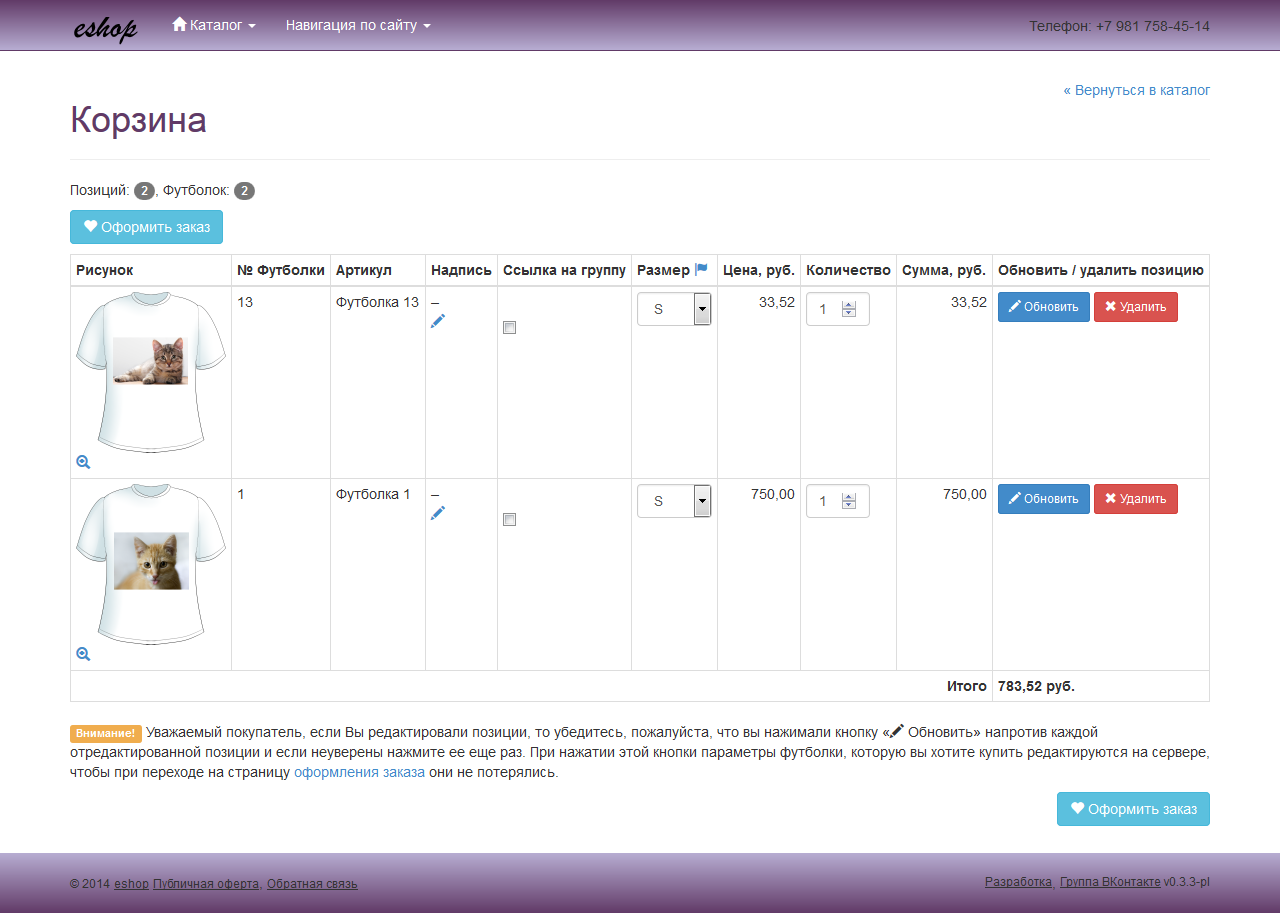 eshop Каталог Навигация по сайту Телефон: +7 981 758-45-14
« Вернуться в каталог
Корзина
Позиций: 2, Футболок: 2
Оформить заказ
Рисунок № Футболки Артикул Надпись Ссылка на группу Размер Цена, руб. Количество Сумма, руб. Обновить / удалить позицию
13 Футболка 13 – S 33,52 1 33,52 Обновить Удалить
1 Футболка 1 – S 750,00 1 750,00 Обновить Удалить
Итого 783,52 руб.
Внимание! Уважаемый покупатель, если Вы редактировали позиции, то убедитесь, пожалуйста, что вы нажимали кнопку « Обновить» напротив каждой
отредактированной позиции и если неуверены нажмите ее еще раз. При нажатии этой кнопки параметры футболки, которую вы хотите купить редактируются на сервере,
чтобы при переходе на страницу оформления заказа они не потерялись.
Оформить заказ
© 2014 eshop Публичная оферта, Обратная связь Разработка, Группа ВКонтакте v0.3.3-pl